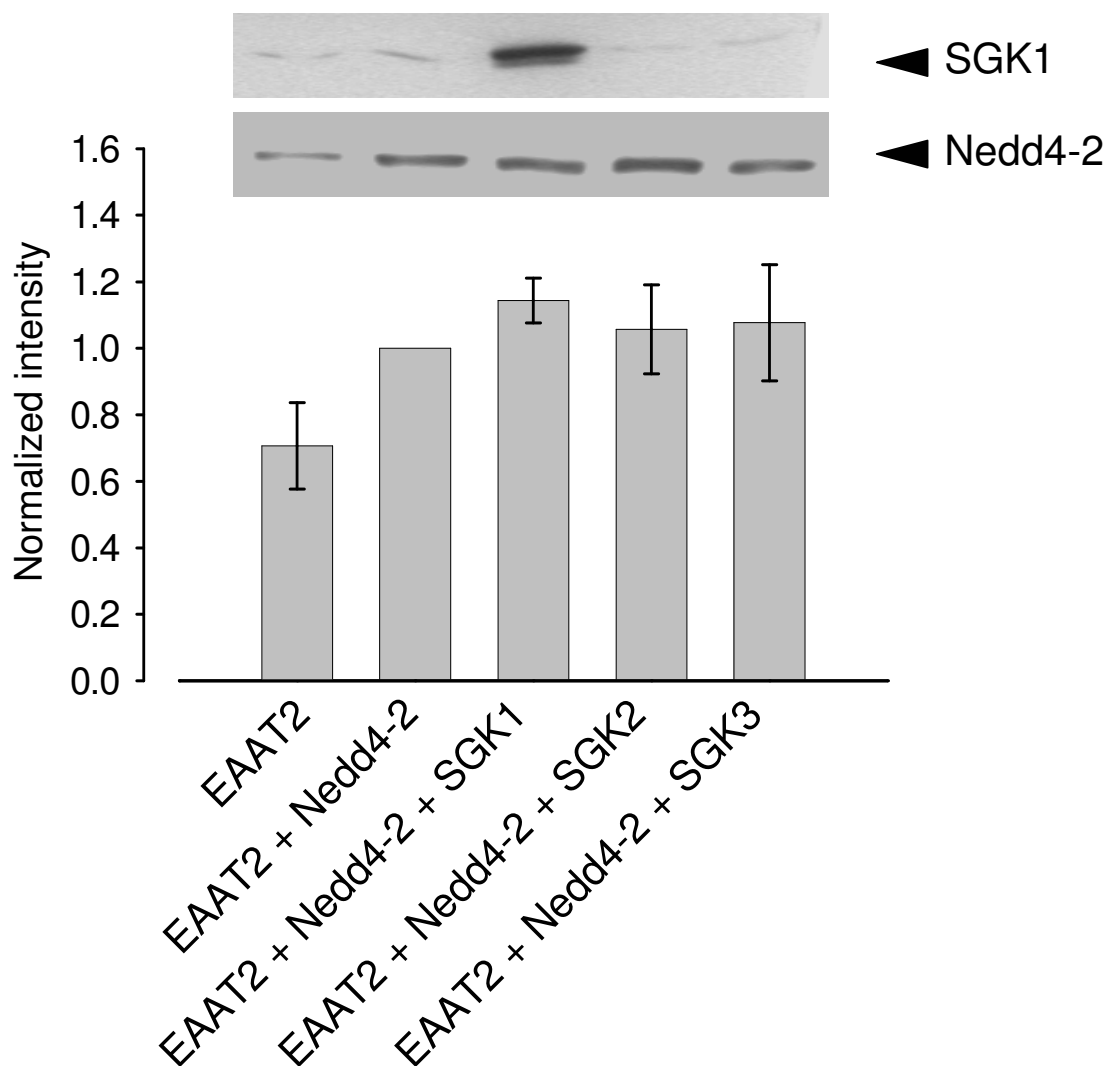 SGK1
Nedd4-2
Normalized intensity
1.6
1.4
1.2
1.0
0.8
0.6
0.4
0.2
0.0
EAAT2
EAAT2 + Nedd4-2
EAAT2 + Nedd4-2 + SGK1
EAAT2 + Nedd4-2 + SGK2
EAAT2 + Nedd4-2 + SGK3